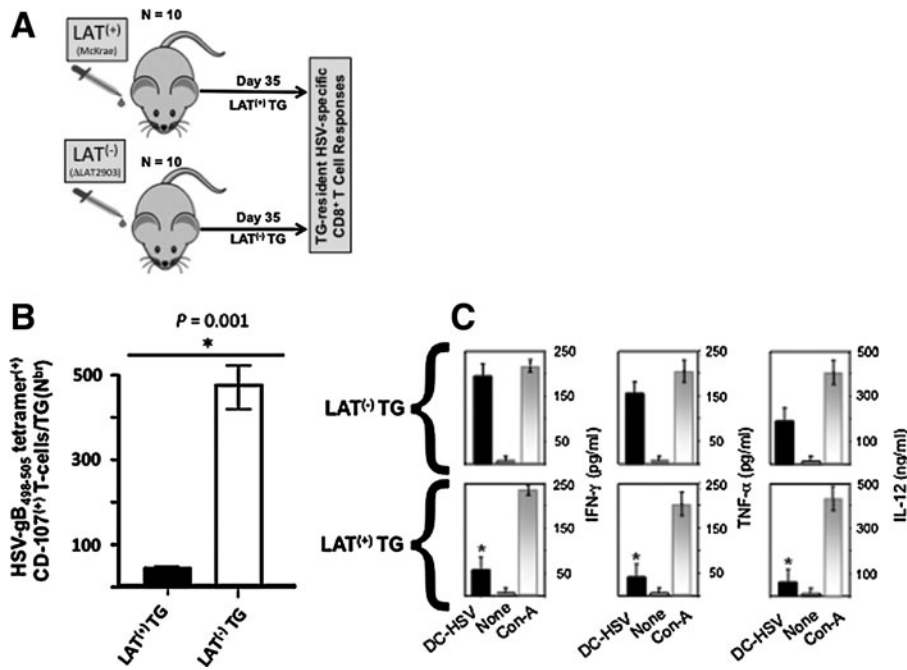 A
N = 10
LAT(+)
(McKrae)
Day 35
LAT(+) TG
LAT(-)
(ΔLAT2903)
N = 10
Day 35
LAT(-) TG
TG-resident HSV-specific
CD8+ T Cell Responses
B
P = 0.001
*
HSV-gB498-505 tetramer(+)
CD-107(+) T-cells/TG(Nbr)
500
300
100
LAT(+) TG
LAT(-) TG
C
LAT(-) TG
250
150
50
250
150
50
500
300
100
LAT(+) TG
*
250
150
50
*
250
150
50
*
500
300
100
IFN-γ (pg/ml)
TNF-α (pg/ml)
IL-12 (ng/ml)
DC-HSV
None
Con-A
DC-HSV
None
Con-A
DC-HSV
None
Con-A